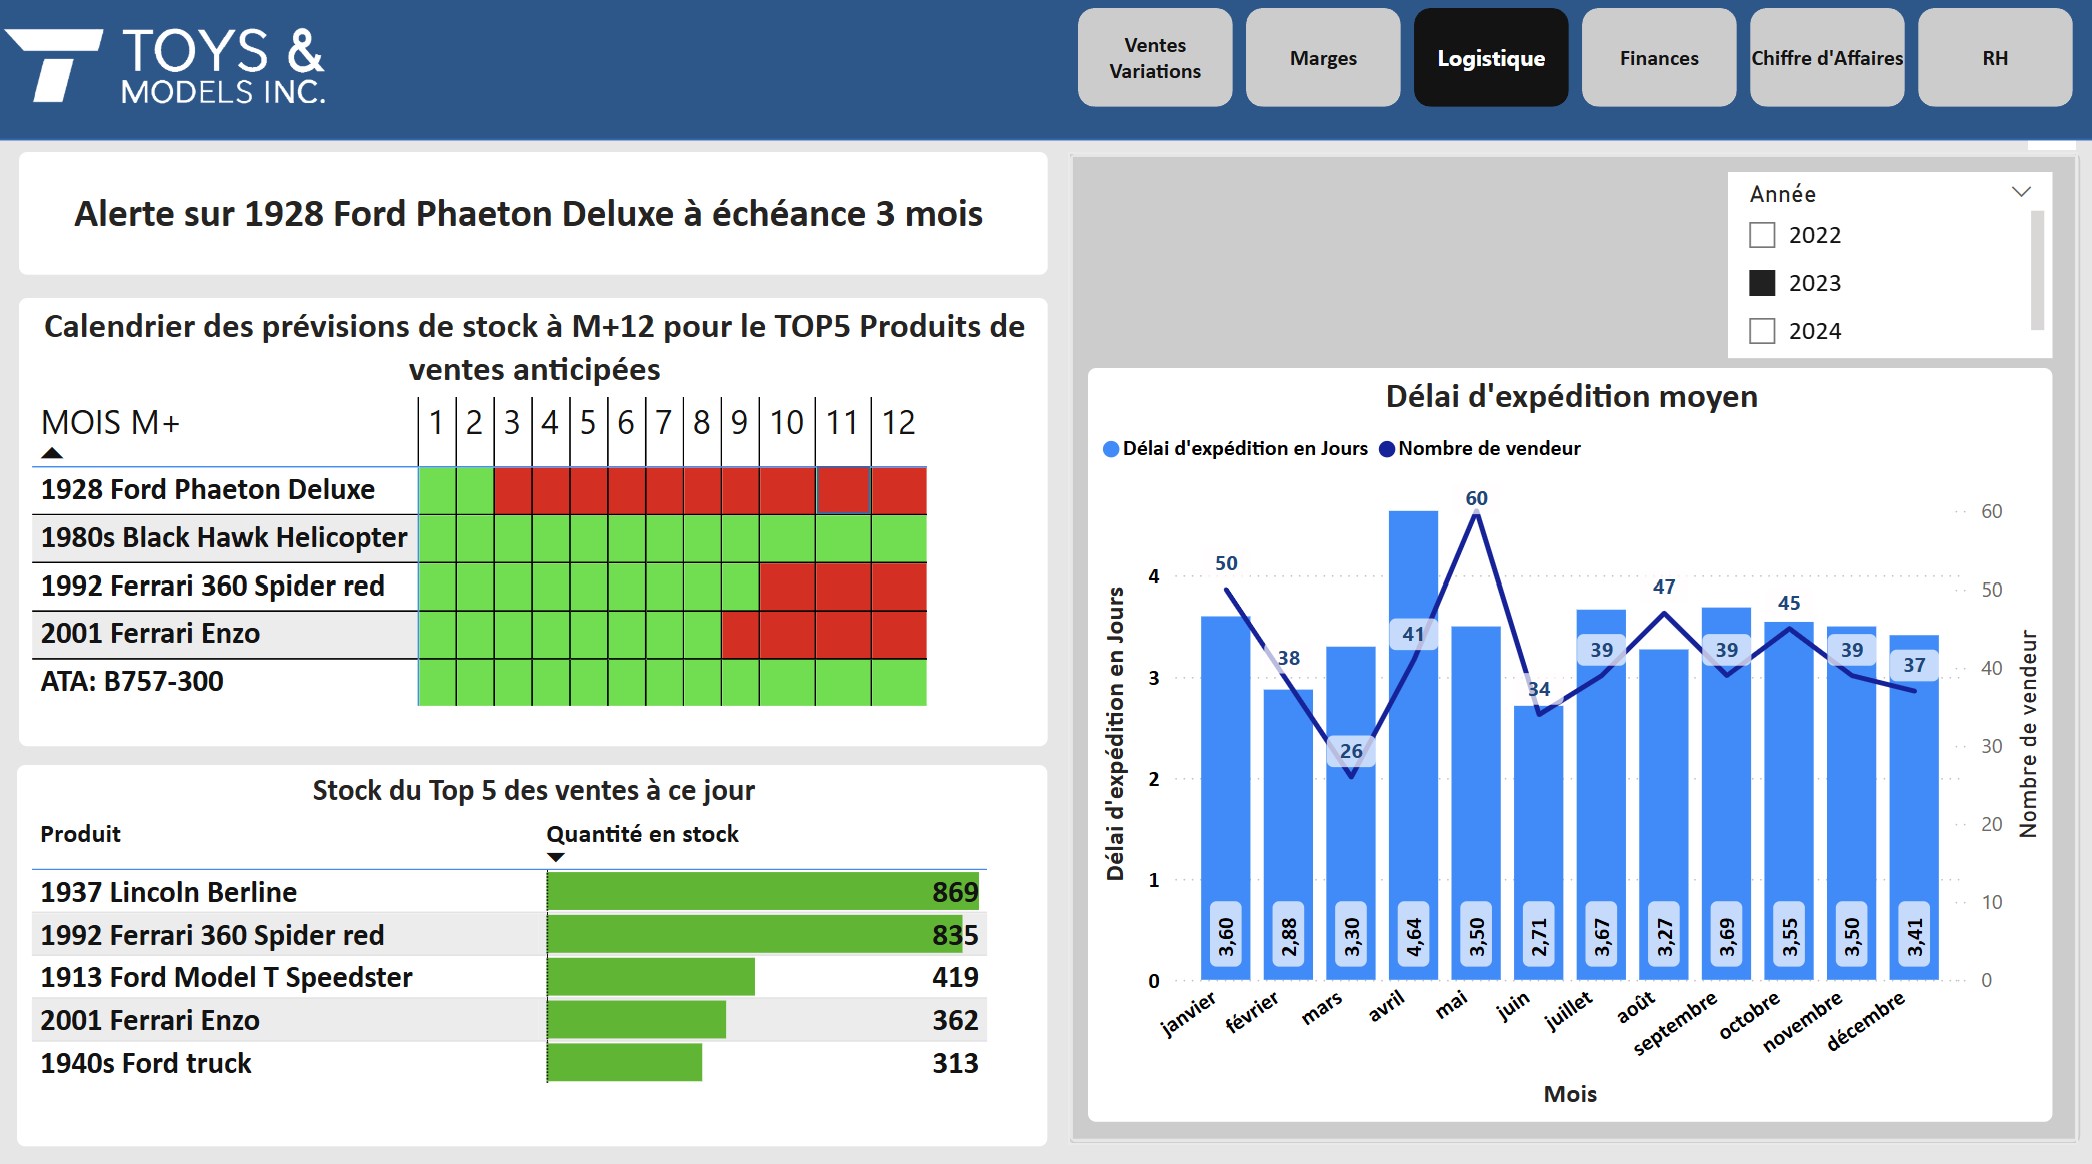 TOYS &
MODELS INC.
Ventes
Variations
Marges
Logistique
Finances
Chiffre d'Affaires
RH
Alerte sur 1928 Ford Phaeton Deluxe à échéance 3 mois
Calendrier des prévisions de stock à M+12 pour le TOP5 Produits de
ventes anticipées
MOIS M+ 1 2 3 4 5 6 7 8 9 10 11 12
1928 Ford Phaeton Deluxe
1980s Black Hawk Helicopter
1992 Ferrari 360 Spider red
2001 Ferrari Enzo
ATA: B757-300
Stock du Top 5 des ventes à ce jour
Produit Quantité en stock
1937 Lincoln Berline 869
1992 Ferrari 360 Spider red 835
1913 Ford Model T Speedster 419
2001 Ferrari Enzo 362
1940s Ford truck 313
Année
2022
2023
2024
Délai d'expédition moyen
Délai d'expédition en Jours Nombre de vendeur
Délai d'expédition en Jours
4
3
2
1
0
50
38
26
41
60
34
39
47
39
45
39
37
3,60
2,88
3,30
4,64
3,50
2,71
3,67
3,27
3,69
3,55
3,50
3,41
60
50
40
30
20
10
0
Nombre de vendeur
janvier
février
mars
avril
mai
juin
juillet
août
septembre
octobre
novembre
décembre
Mois